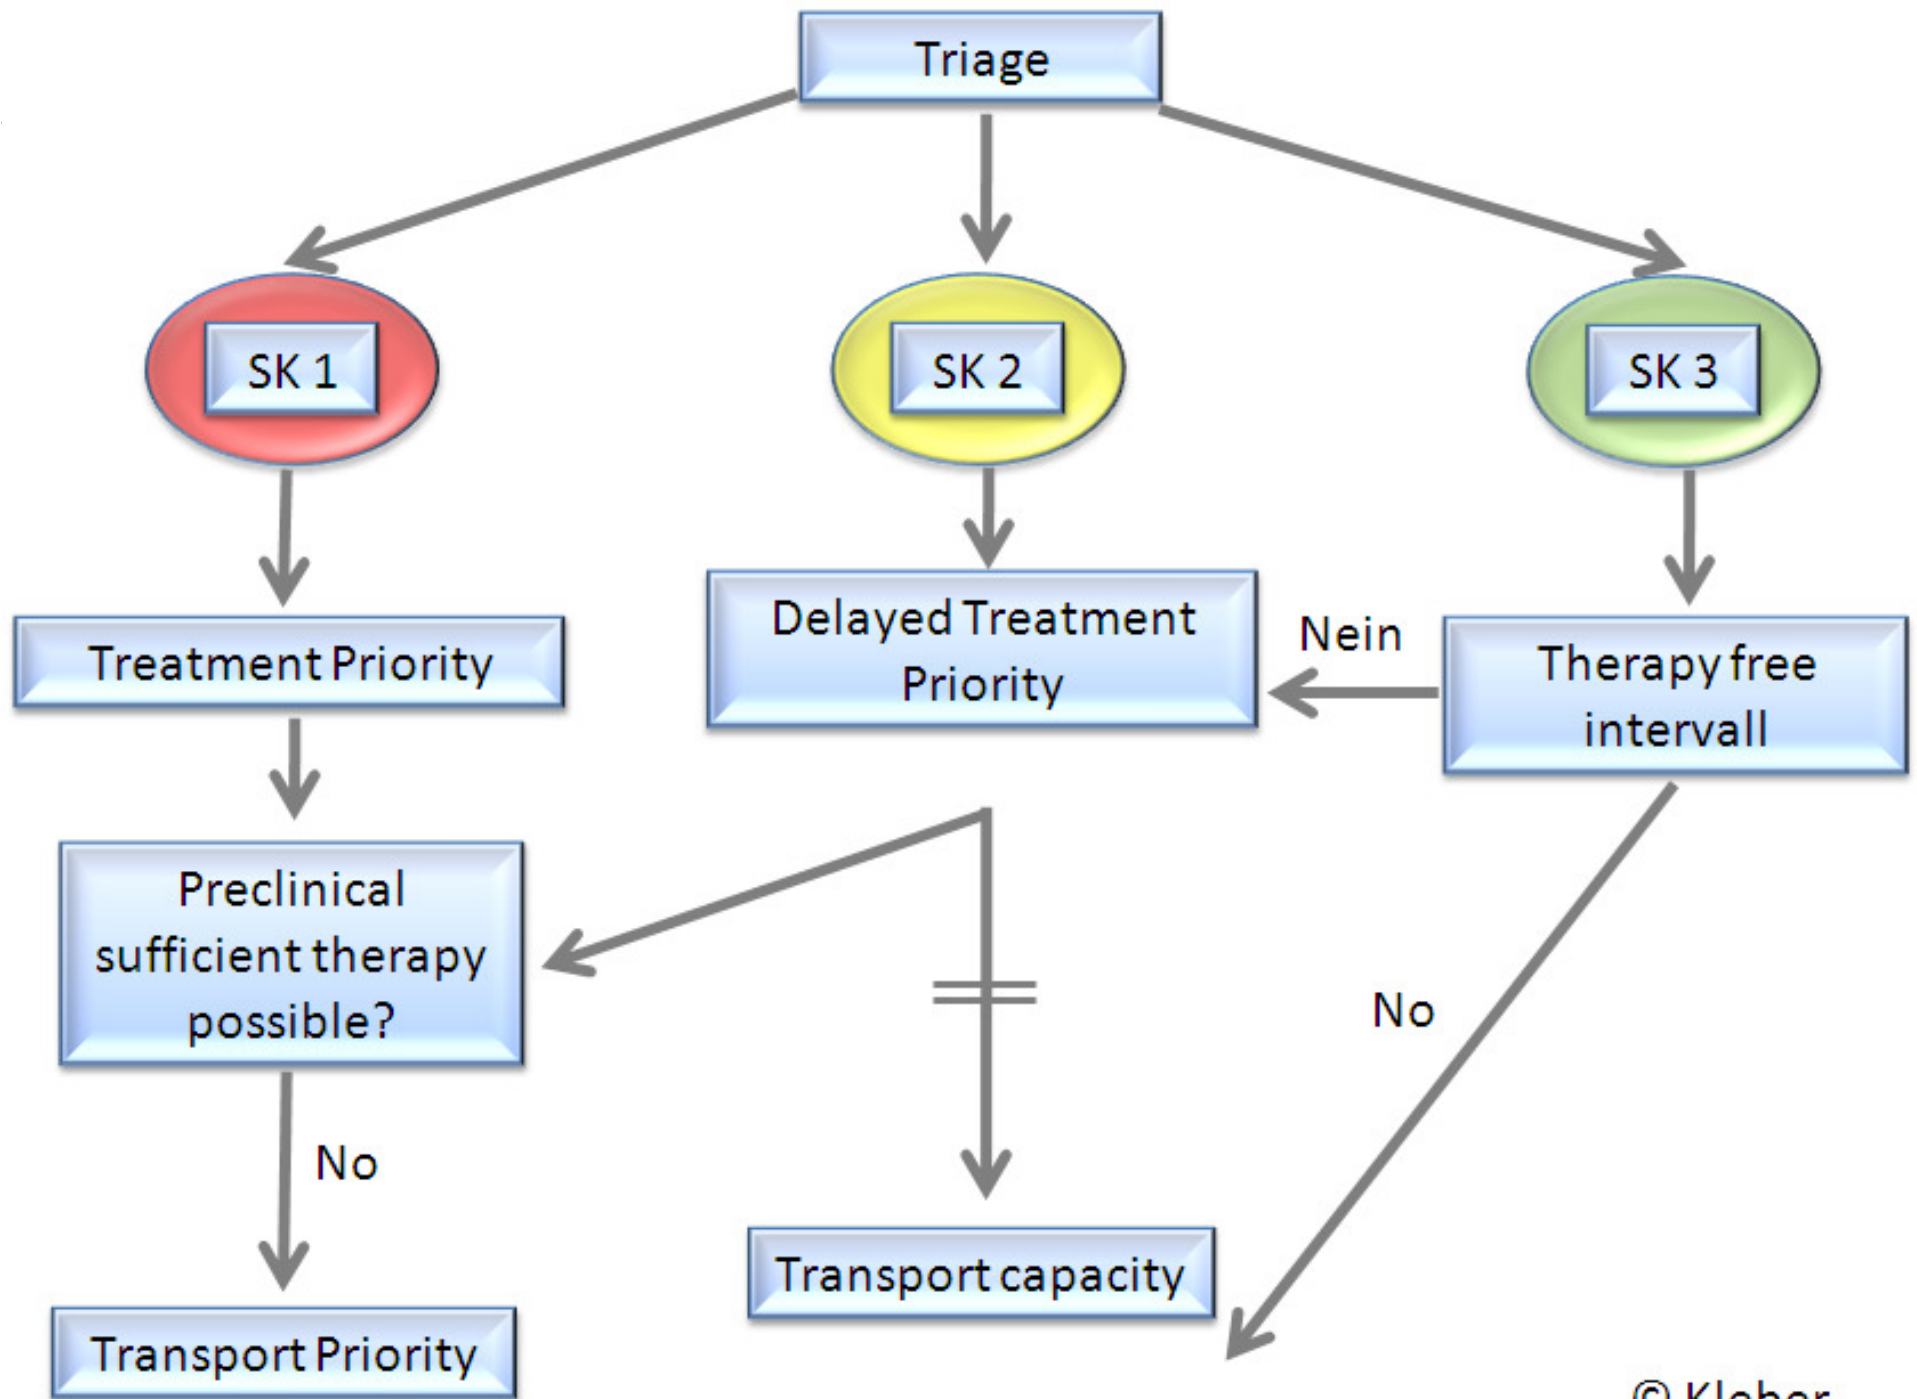 Triage
SK 1
SK 2
SK 3
Treatment Priority
Delayed Treatment
Priority
Nein
Therapy free
intervall
Preclinical
sufficient therapy
possible?
No
No
Transport capacity
Transport Priority
© Kleber